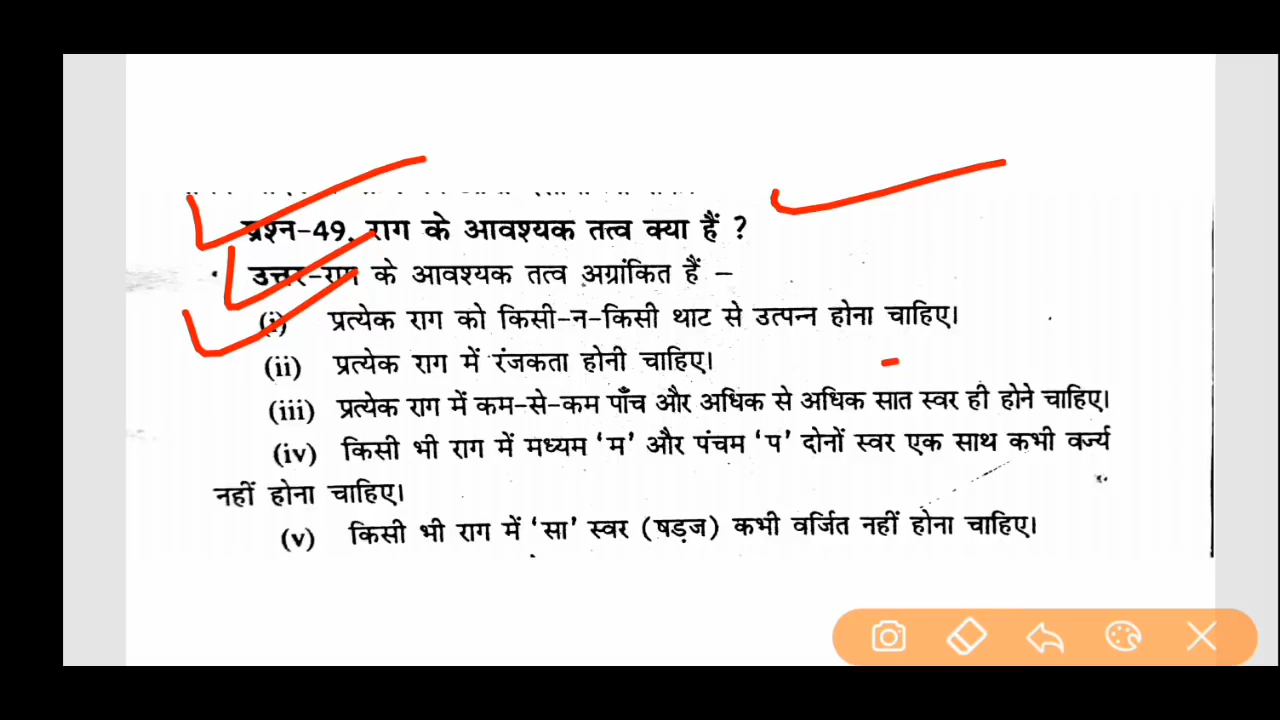 प्रश्न-49. राग के आवश्यक तत्व क्या हैं ?
उत्तर-राग के आवश्यक तत्व अग्रांकित हैं –
(i) प्रत्येक राग को किसी-न-किसी थाट से उत्पन्न होना चाहिए।
(ii) प्रत्येक राग में रंजकता होनी चाहिए।
(iii) प्रत्येक राग में कम-से-कम पाँच और अधिक से अधिक सात स्वर ही होने चाहिए।
(iv) किसी भी राग में मध्यम ‘म’ और पंचम ‘प’ दोनों स्वर एक साथ कभी वर्ज्य
नहीं होना चाहिए।
(v) किसी भी राग में ‘सा’ स्वर (षड़ज) कभी वर्जित नहीं होना चाहिए।